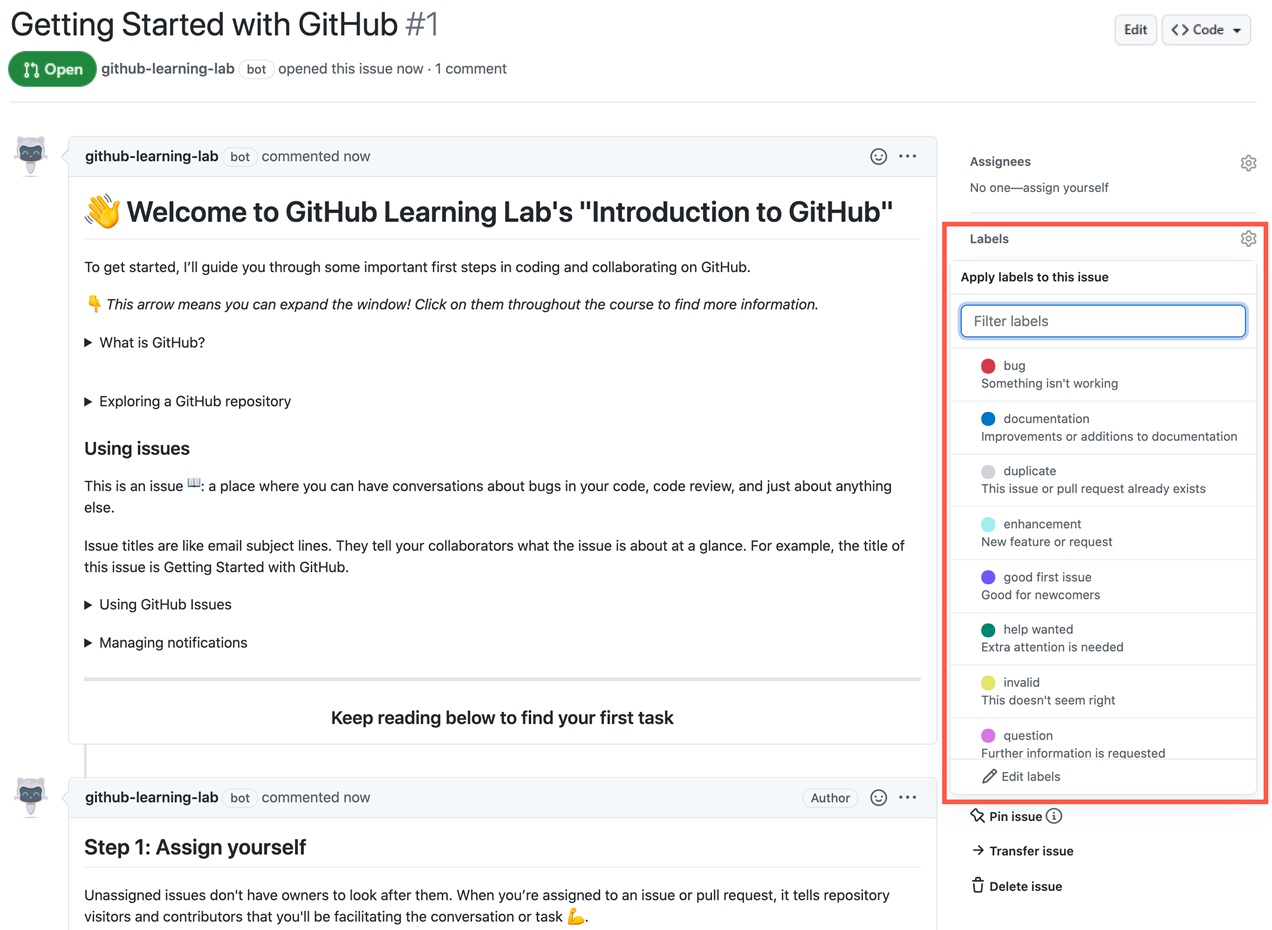 Getting Started with GitHub #1
Edit
Code
Open
github-learning-lab bot opened this issue now · 1 comment
github-learning-lab bot commented now
👋 Welcome to GitHub Learning Lab's "Introduction to GitHub"
To get started, I’ll guide you through some important first steps in coding and collaborating on GitHub.
👇 This arrow means you can expand the window! Click on them throughout the course to find more information.
What is GitHub?
Exploring a GitHub repository
Using issues
This is an issue 📖: a place where you can have conversations about bugs in your code, code review, and just about anything
else.
Issue titles are like email subject lines. They tell your collaborators what the issue is about at a glance. For example, the title of
this issue is Getting Started with GitHub.
Using GitHub Issues
Managing notifications
Keep reading below to find your first task
github-learning-lab bot commented now
Author
Step 1: Assign yourself
Unassigned issues don't have owners to look after them. When you’re assigned to an issue or pull request, it tells repository
visitors and contributors that you'll be facilitating the conversation or task 💪.
Assignees
No one—assign yourself
Labels
Apply labels to this issue
Filter labels
bug
Something isn't working
documentation
Improvements or additions to documentation
duplicate
This issue or pull request already exists
enhancement
New feature or request
good first issue
Good for newcomers
help wanted
Extra attention is needed
invalid
This doesn't seem right
question
Further information is requested
Edit labels
Pin issue
Transfer issue
Delete issue